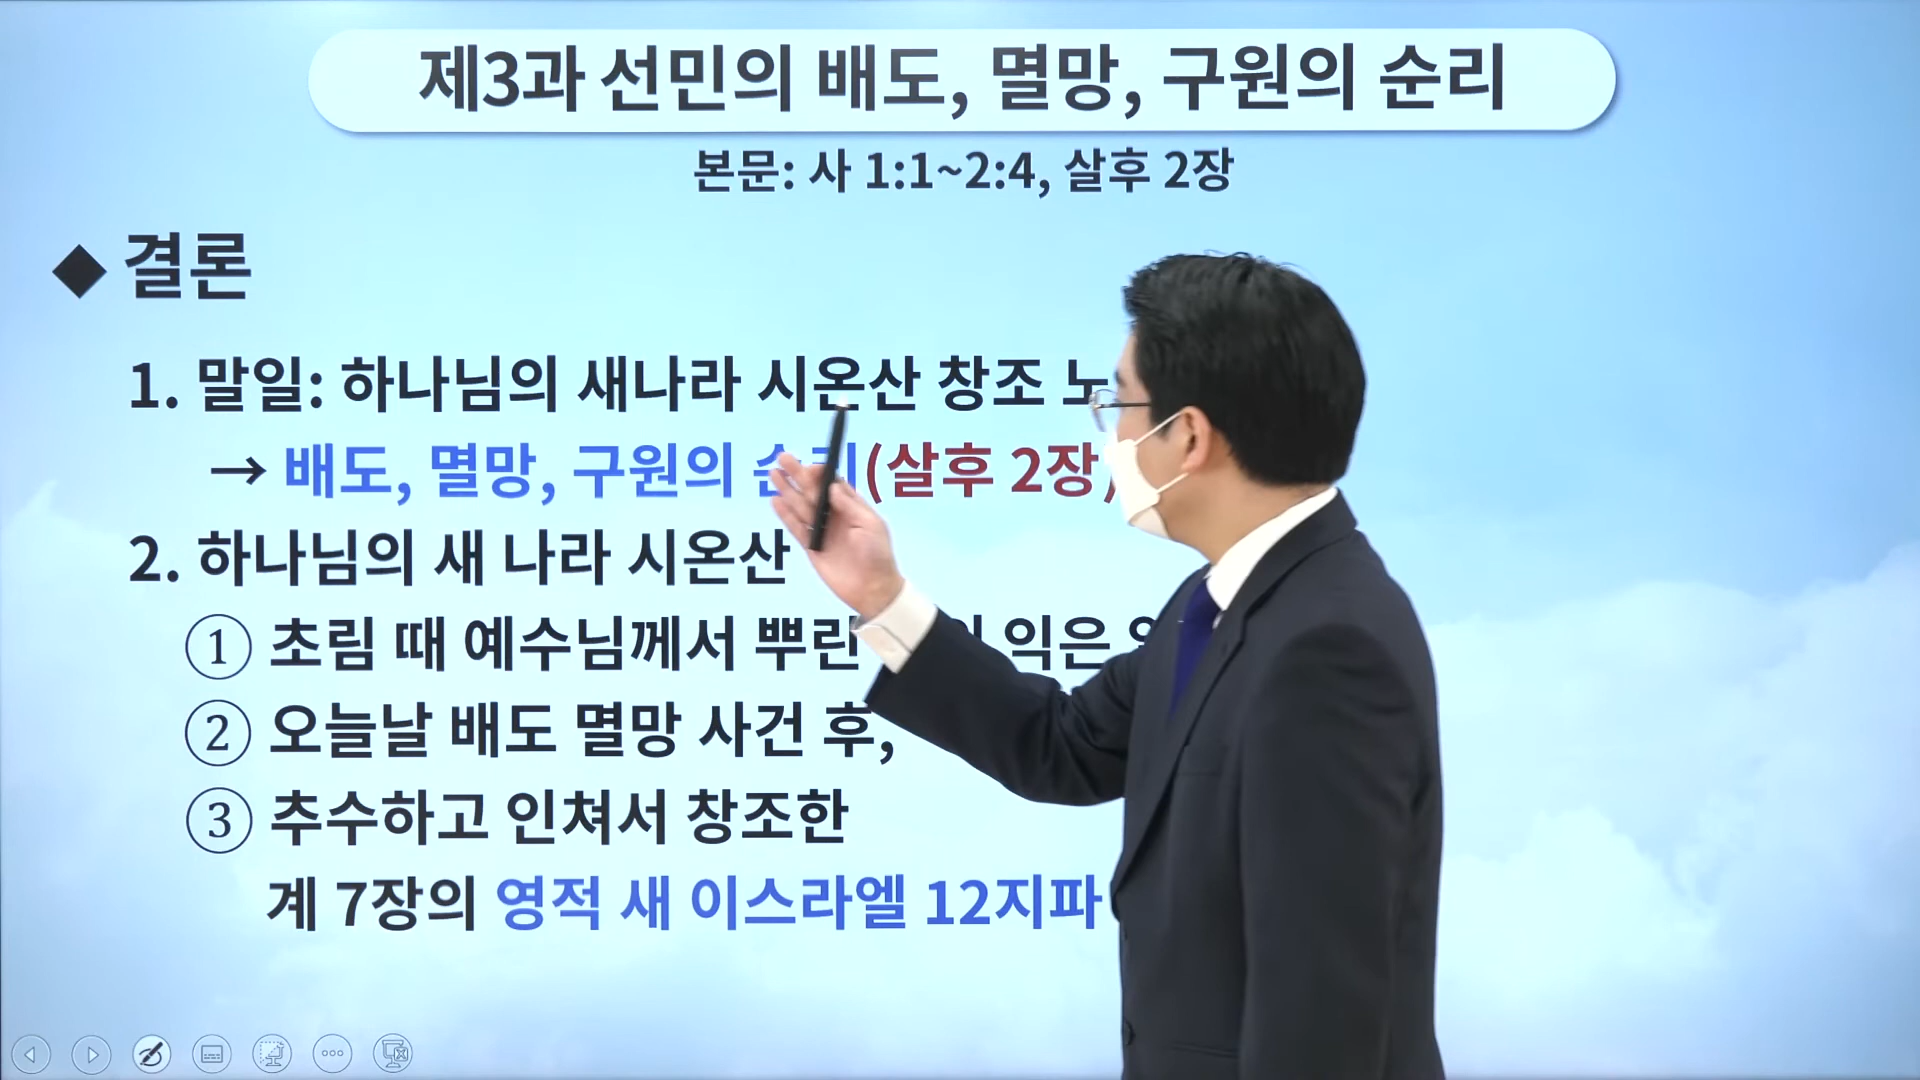 제3과 선민의 배도, 멸망, 구원의 순리
본문: 사 1:1~2:4, 살후 2장
◆ 결론
1. 말일: 하나님의 새나라 시온산 창조
→ 배도, 멸망, 구원의 (살후 2장)
2. 하나님의 새 나라 시온산
① 초림 때 예수님께서 뿌린 익은
② 오늘날 배도 멸망 사건 후,
③ 추수하고 인쳐서 창조한
계 7장의 영적 새 이스라엘 12지파